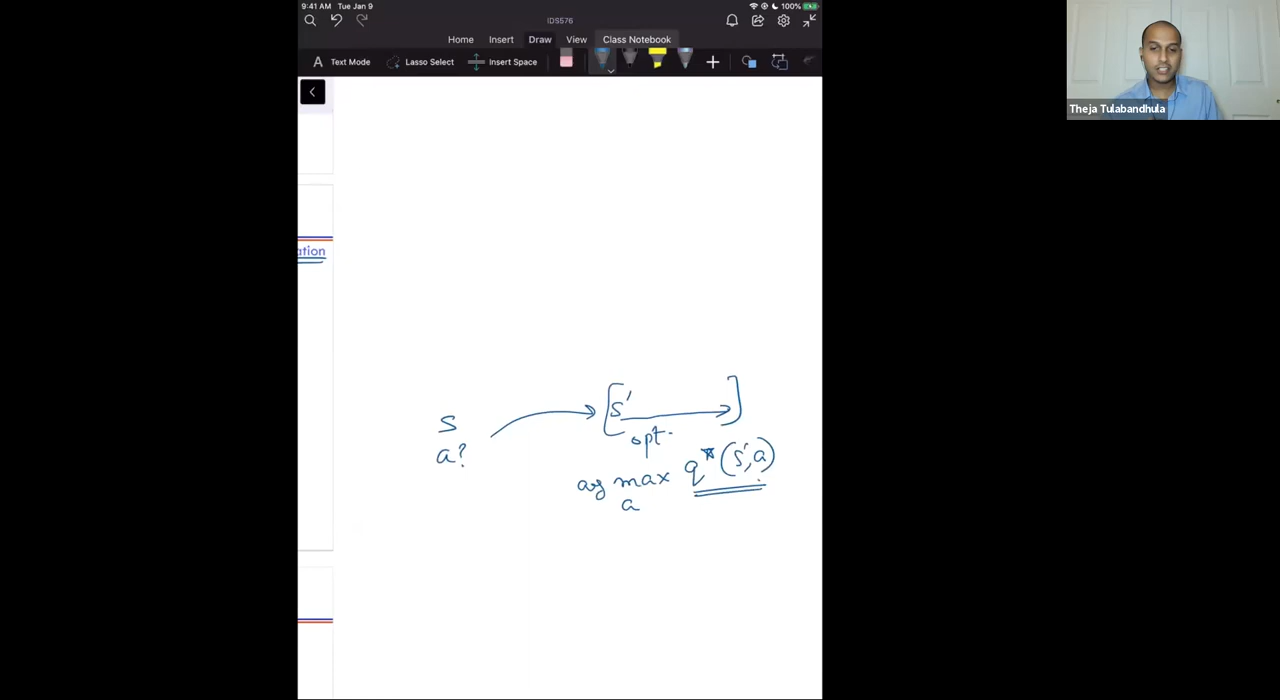 9:41 AM Tue Jan 9
100%
IDS576
Home Insert Draw View Class Notebook
Text Mode Lasso Select Insert Space
Theja Tulabandhula
ation
s
a?
[s' ]
opt.
arg max q*(s',a)
a